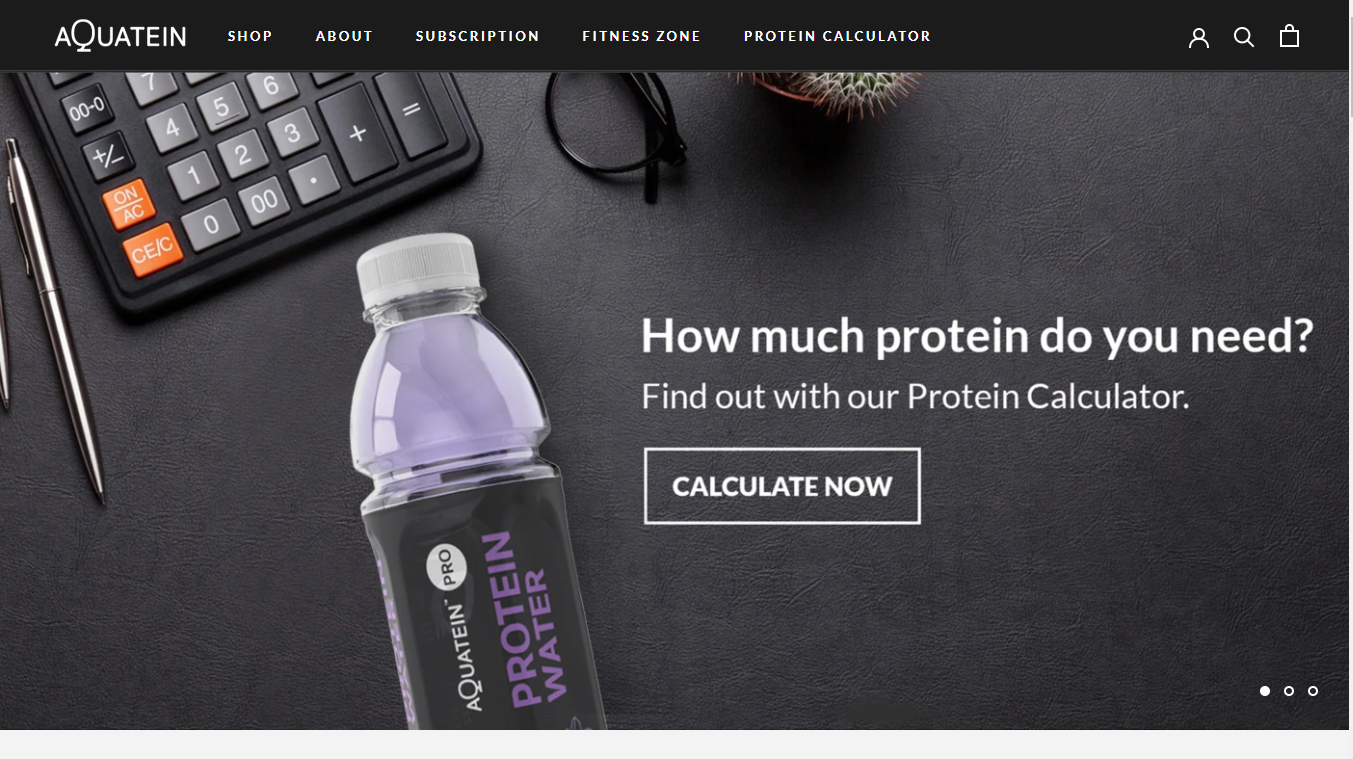 AQUATEIN
SHOP
ABOUT
SUBSCRIPTION
FITNESS ZONE
PROTEIN CALCULATOR
00-0
7
6
+/−
4
5
ON/AC
1
2
3
+
=
CE/C
0
00
.
How much protein do you need?
Find out with our Protein Calculator.
CALCULATE NOW
AQUATEIN™ PRO
PROTEIN
WATER